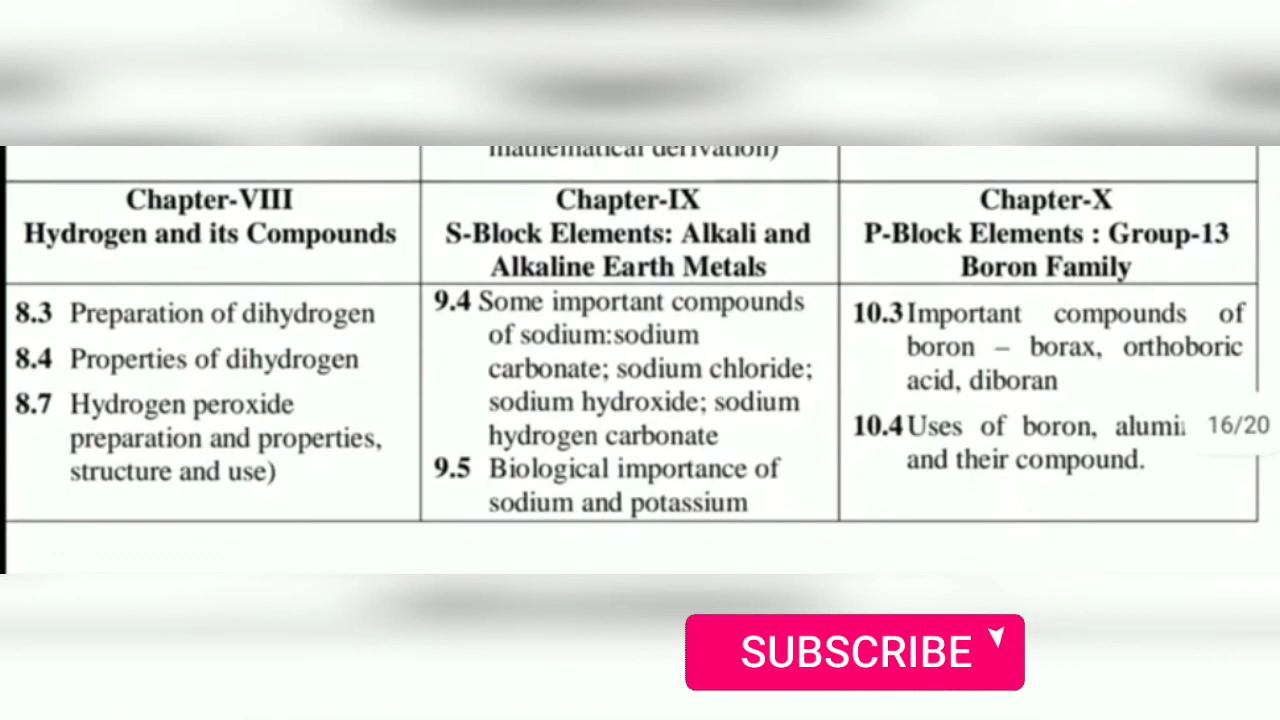 mathematical derivation)
Chapter-VIII
Hydrogen and its Compounds
8.3 Preparation of dihydrogen
8.4 Properties of dihydrogen
8.7 Hydrogen peroxide
preparation and properties,
structure and use)
Chapter-IX
S-Block Elements: Alkali and
Alkaline Earth Metals
9.4 Some important compounds
of sodium:sodium
carbonate; sodium chloride;
sodium hydroxide; sodium
hydrogen carbonate
9.5 Biological importance of
sodium and potassium
Chapter-X
P-Block Elements : Group-13
Boron Family
10.3 Important compounds of
boron – borax, orthoboric
acid, diboran
10.4 Uses of boron,
and their compound.
16/20
SUBSCRIBE